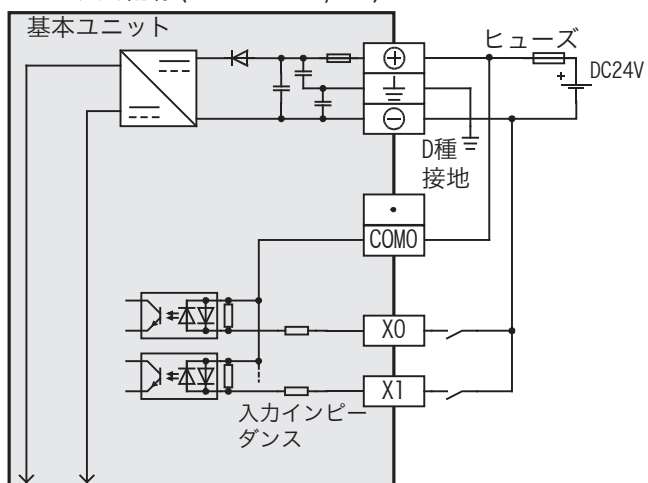 基本ユニット
ヒューズ
DC24V
D種
接地
COM0
X0
X1
入力インピー
ダンス